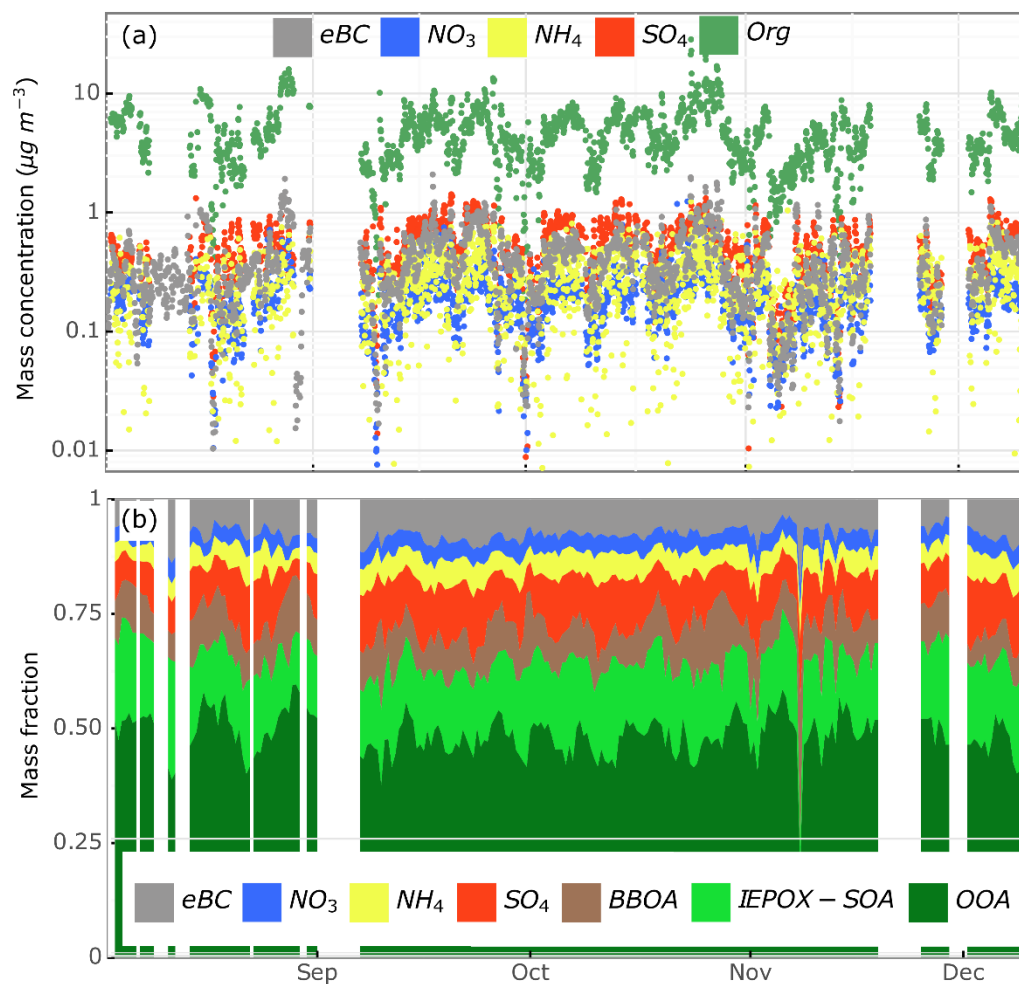 (a) eBC NO₃ NH₄ SO₄ Org
Mass concentration (μg m⁻³)
10
1
0.1
0.01
(b)
Mass fraction
1
0.75
0.50
0.25
0
eBC NO₃ NH₄ SO₄ BBOA IEPOX – SOA OOA
Sep Oct Nov Dec